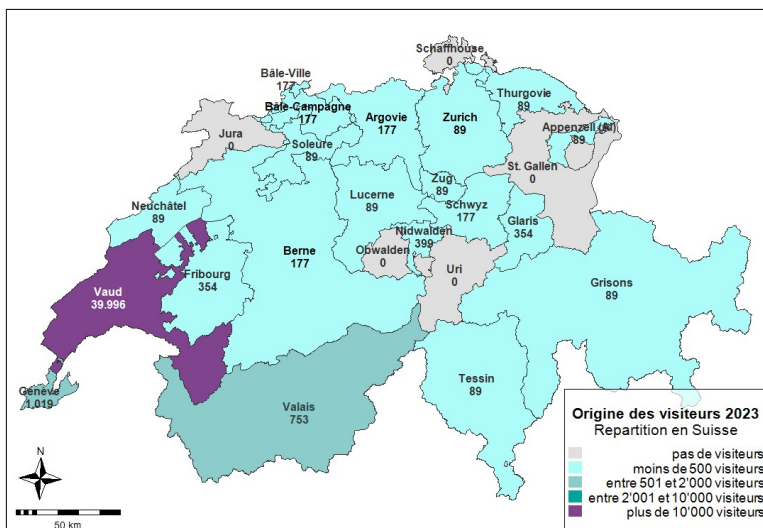 Schaffhouse
0
Bâle-Ville
177
Thurgovie
89
Bâle-Campagne
177
Argovie
177
Zurich
89
Appenzell (AI)
89
Jura
0
Soleure
89
St. Gallen
0
Zug
89
Lucerne
89
Schwyz
177
Neuchâtel
89
Glaris
354
Nidwalden
399
Obwalden
0
Berne
177
Uri
0
Fribourg
354
Grisons
89
Vaud
39.996
Tessin
89
Genève
1,019
Valais
753
Origine des visiteurs 2023
Repartition en Suisse
pas de visiteurs
moins de 500 visiteurs
entre 501 et 2'000 visiteurs
entre 2'001 et 10'000 visiteurs
plus de 10'000 visiteurs
N
50 km